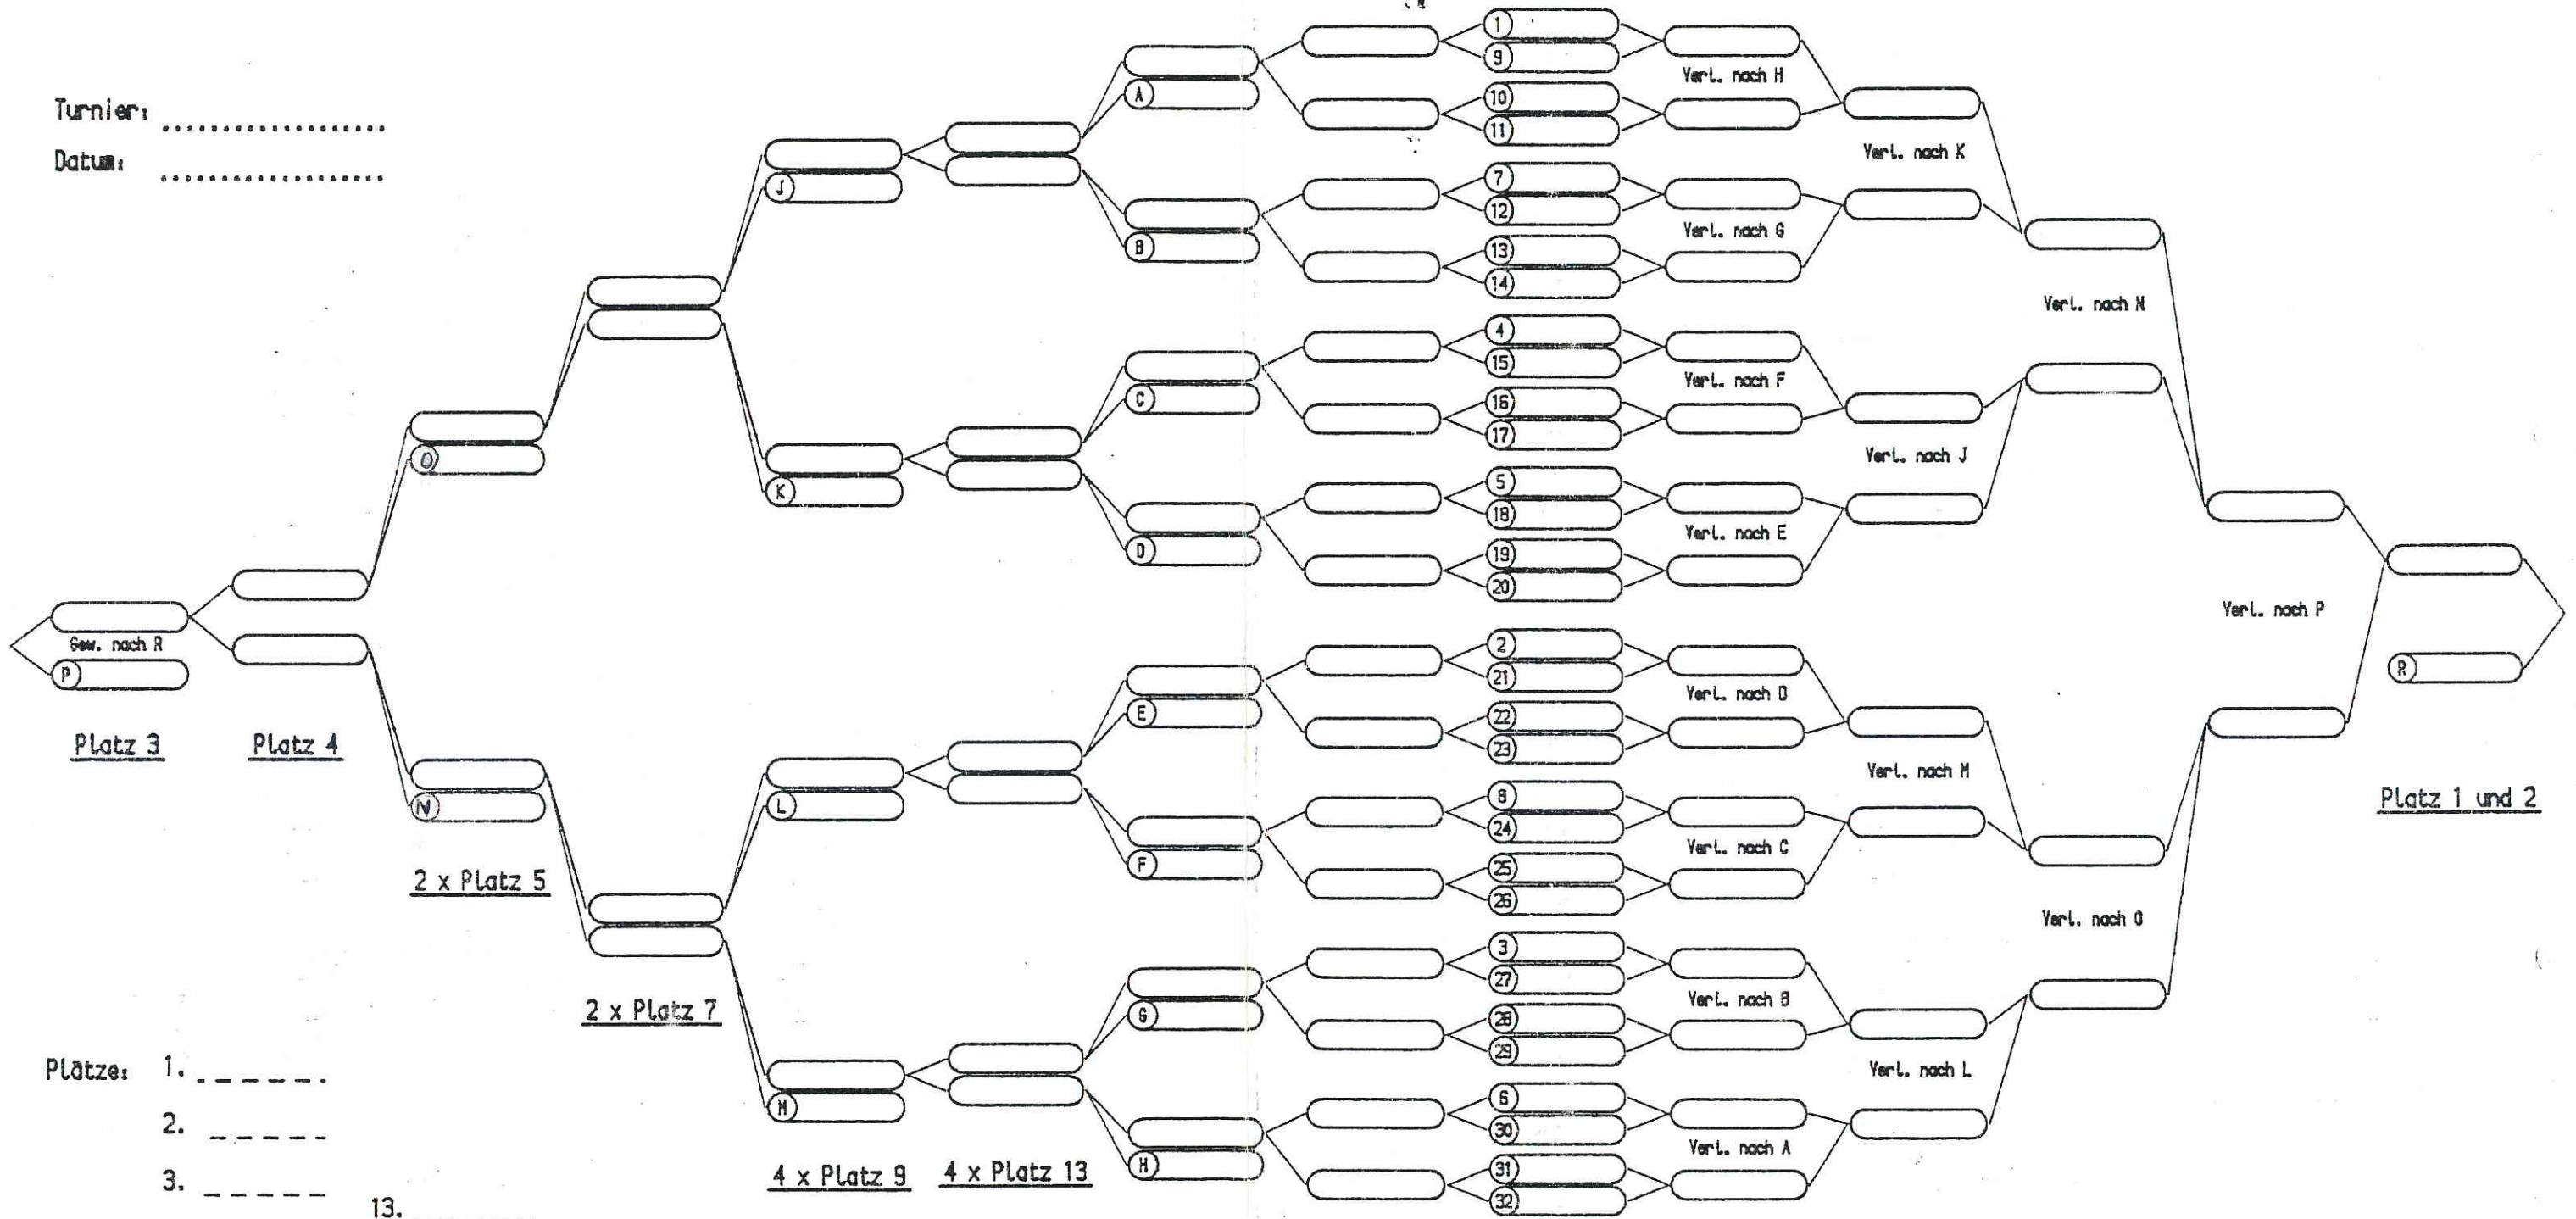 Turnier: ....................
Datum: ....................
1
9
Verl. nach H
10
11
Verl. nach K
7
12
Verl. nach G
13
14
Verl. nach N
4
15
Verl. nach F
16
17
Verl. nach J
5
18
Verl. nach E
19
20
Verl. nach P
2
21
Verl. nach D
22
23
Verl. nach M
8
24
Verl. nach C
25
26
Verl. nach O
3
27
Verl. nach B
28
29
Verl. nach L
6
30
Verl. nach A
31
32
A
B
C
D
E
F
G
H
J
K
L
M
O
N
Gew. nach R
P
R
Platz 3
Platz 4
2 x Platz 5
2 x Platz 7
4 x Platz 9
4 x Platz 13
Platz 1 und 2
Plätze: 1. _ _ _ _ _ _
2. _ _ _ _ _
3. _ _ _ _ _
13.